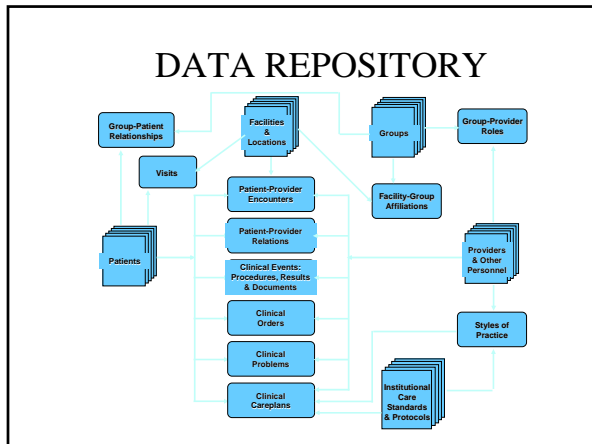 DATA REPOSITORY
Group-Patient
Relationships
Facilities
&
Locations
Groups
Group-Provider
Roles
Visits
Patient-Provider
Encounters
Facility-Group
Affiliations
Patients
Patient-Provider
Relations
Clinical Events:
Procedures, Results
& Documents
Providers
& Other
Personnel
Clinical
Orders
Styles of
Practice
Clinical
Problems
Clinical
Careplans
Institutional
Care
Standards
& Protocols